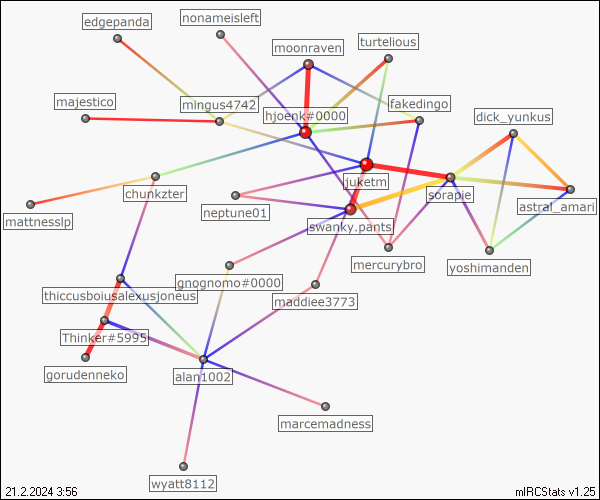 nonameisleft
edgepanda
turtelious
moonraven
majestico
mingus4742
fakedingo
hjoenk#0000
dick_yunkus
juketm
chunkzter
sorapie
neptune01
astral_amari
mattnesslp
swanky.pants
mercurybro
yoshimanden
gnognomo#0000
thiccusboiusalexusjoneus
maddiee3773
Thinker#5995
gorudenneko
alan1002
marcemadness
wyatt8112
21.2.2024 3:56
mIRCStats v1.25